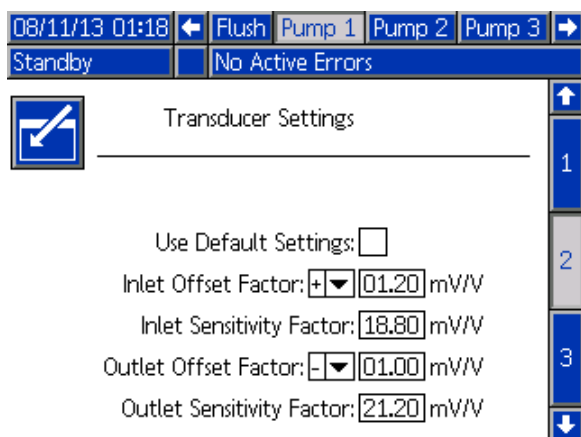 08/11/13 01:18 Flush Pump 1 Pump 2 Pump 3
Standby No Active Errors
Transducer Settings
1
Use Default Settings:
2
Inlet Offset Factor: + 01.20 mV/V
Inlet Sensitivity Factor: 18.80 mV/V
3
Outlet Offset Factor: - 01.00 mV/V
Outlet Sensitivity Factor: 21.20 mV/V